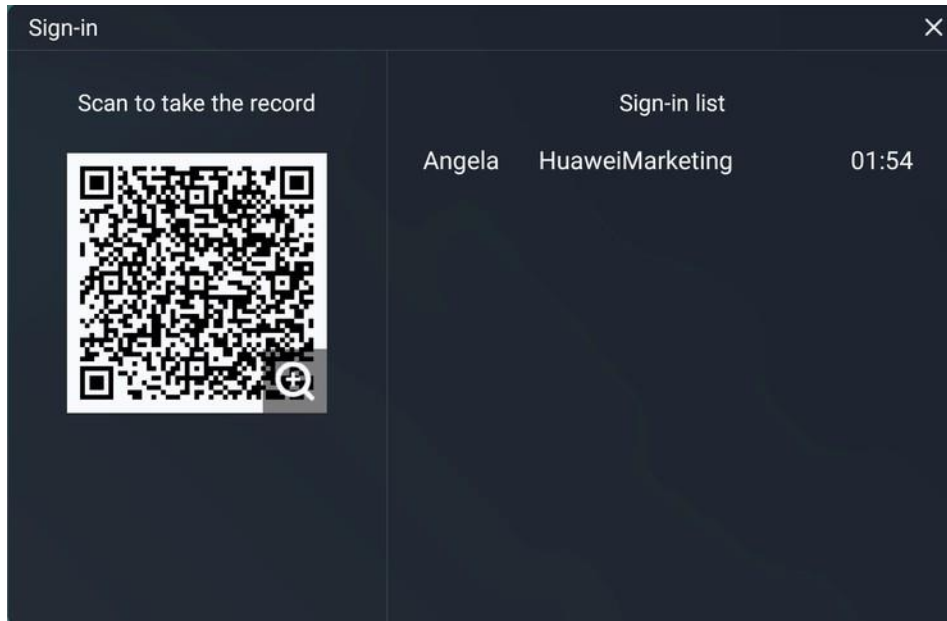 Sign-in
Scan to take the record
Sign-in list
Angela HuaweiMarketing 01:54